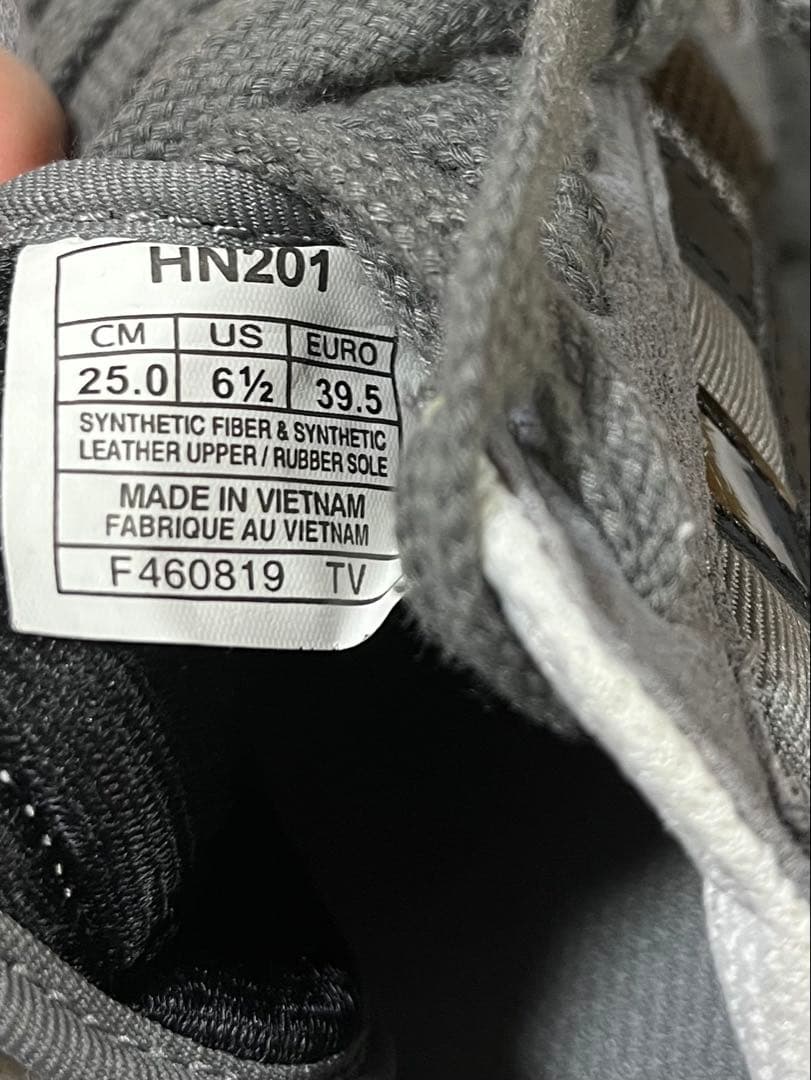 HN201
CM US EURO
25.0 6½ 39.5
SYNTHETIC FIBER & SYNTHETIC
LEATHER UPPER / RUBBER SOLE
MADE IN VIETNAM
FABRIQUE AU VIETNAM
F460819 TV